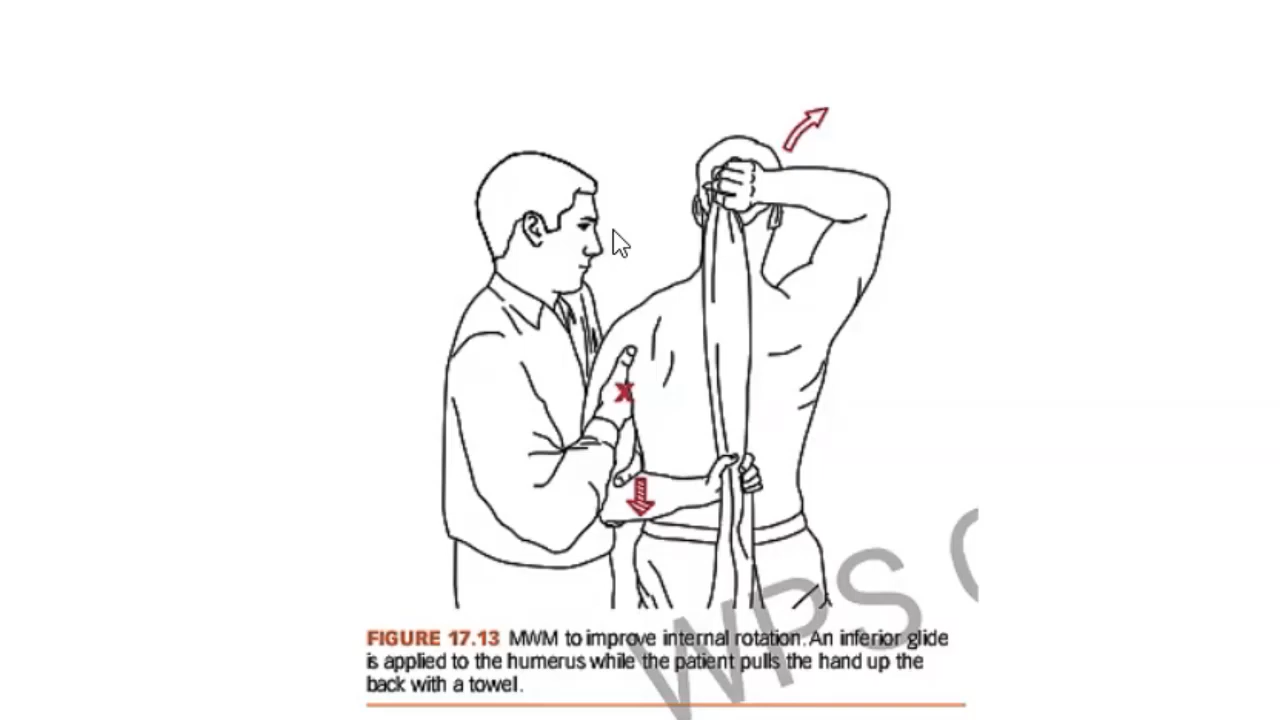 FIGURE 17.13 MWM to improve internal rotation. An inferior glide
is applied to the humerus while the patient pulls the hand up the
back with a towel.
X
WPS